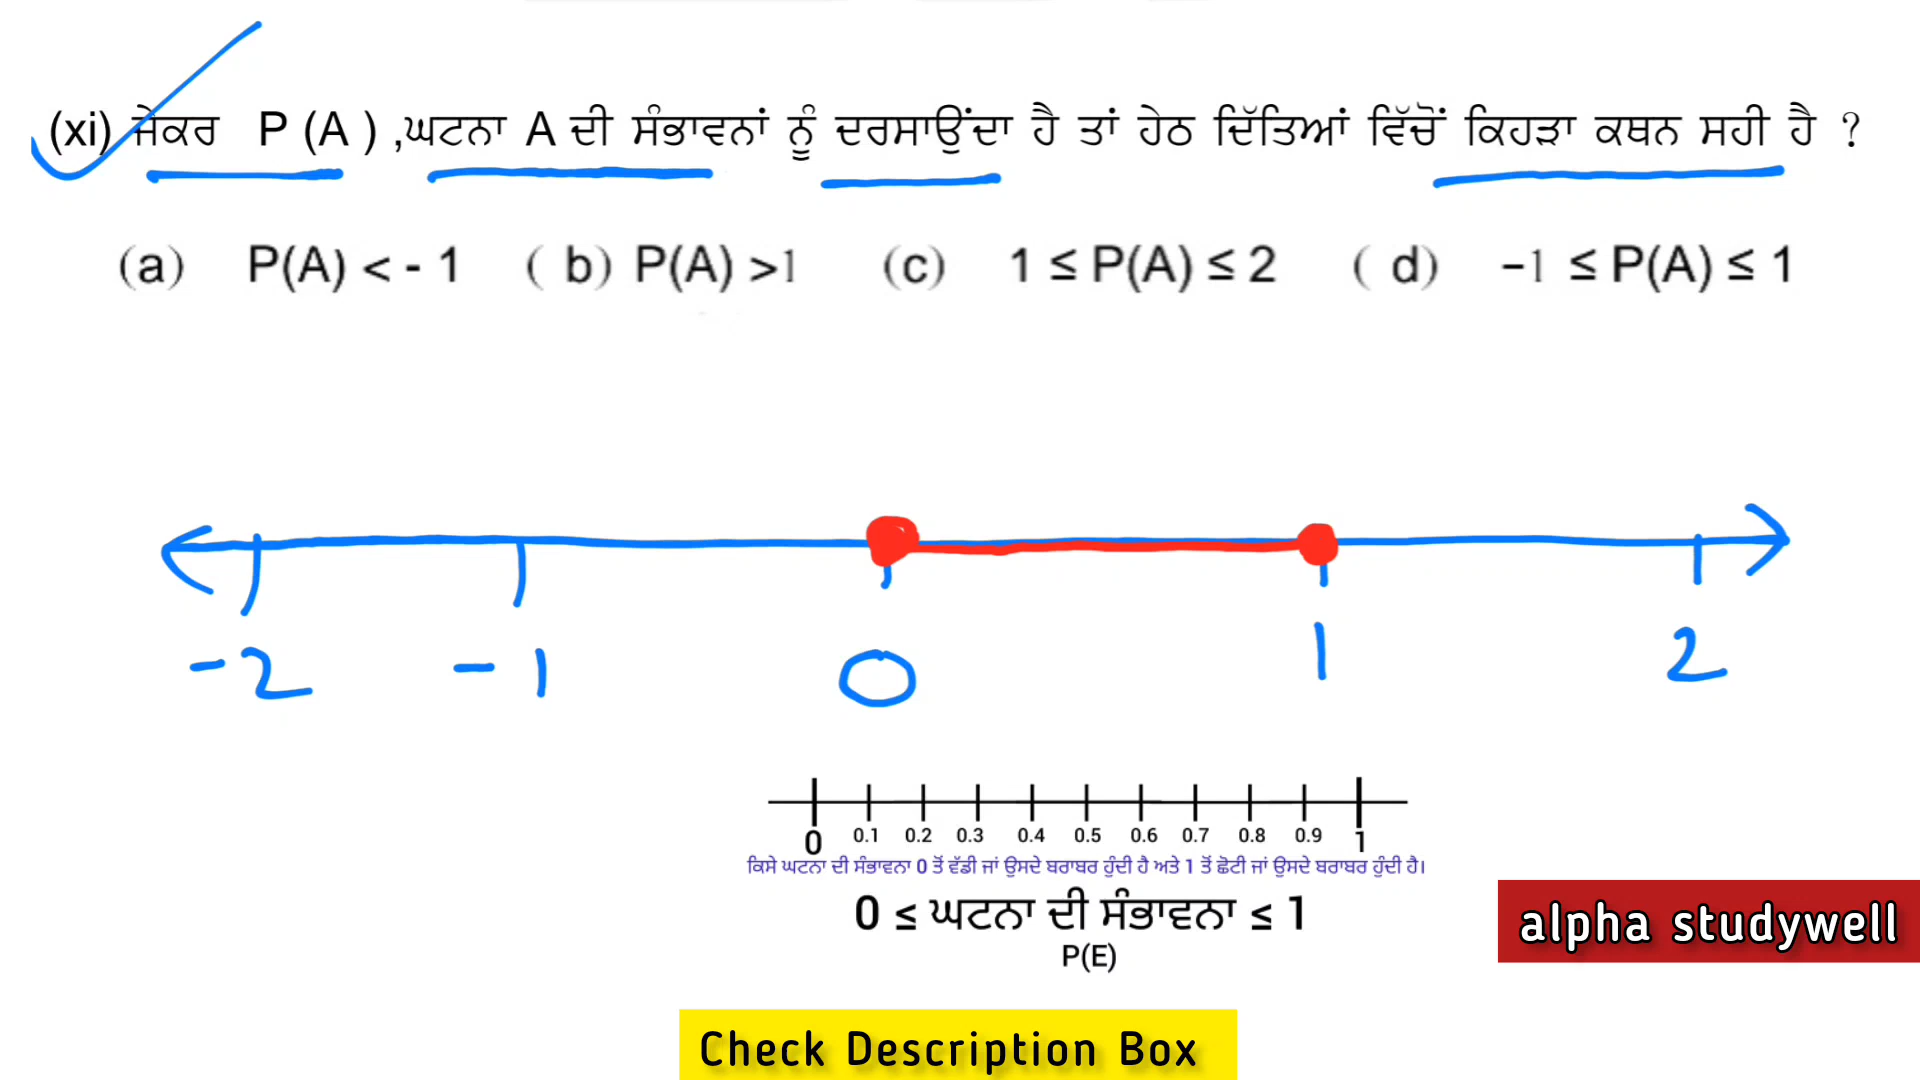 (xi) ਜੇਕਰ P (A ) ,ਘਟਨਾ A ਦੀ ਸੰਭਾਵਨਾਂ ਨੂੰ ਦਰਸਾਉਂਦਾ ਹੈ ਤਾਂ ਹੇਠ ਦਿੱਤਿਆਂ ਵਿੱਚੋਂ ਕਿਹੜਾ ਕਥਨ ਸਹੀ ਹੈ ?
(a) P(A) < - 1 ( b) P(A) >1 (c) 1 ≤ P(A) ≤ 2 ( d) −1 ≤ P(A) ≤ 1
-2 -1 0 1 2
0 0.1 0.2 0.3 0.4 0.5 0.6 0.7 0.8 0.9 1
ਕਿਸੇ ਘਟਨਾ ਦੀ ਸੰਭਾਵਨਾ 0 ਤੋਂ ਵੱਡੀ ਜਾਂ ਉਸਦੇ ਬਰਾਬਰ ਹੁੰਦੀ ਹੈ ਅਤੇ 1 ਤੋਂ ਛੋਟੀ ਜਾਂ ਉਸਦੇ ਬਰਾਬਰ ਹੁੰਦੀ ਹੈ।
0 ≤ ਘਟਨਾ ਦੀ ਸੰਭਾਵਨਾ ≤ 1
P(E)
alpha studywell
Check Description Box